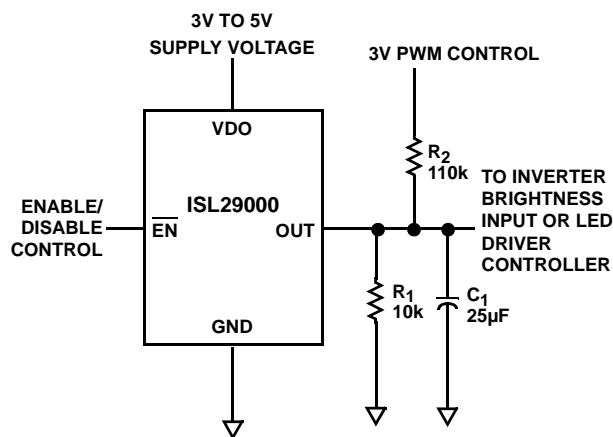 3V TO 5V
SUPPLY VOLTAGE
3V PWM CONTROL
VDO
R2
110k
TO INVERTER
BRIGHTNESS
INPUT OR LED
DRIVER
CONTROLLER
ISL29000
ENABLE/
DISABLE
CONTROL
EN
OUT
R1
10k
C1
25µF
GND